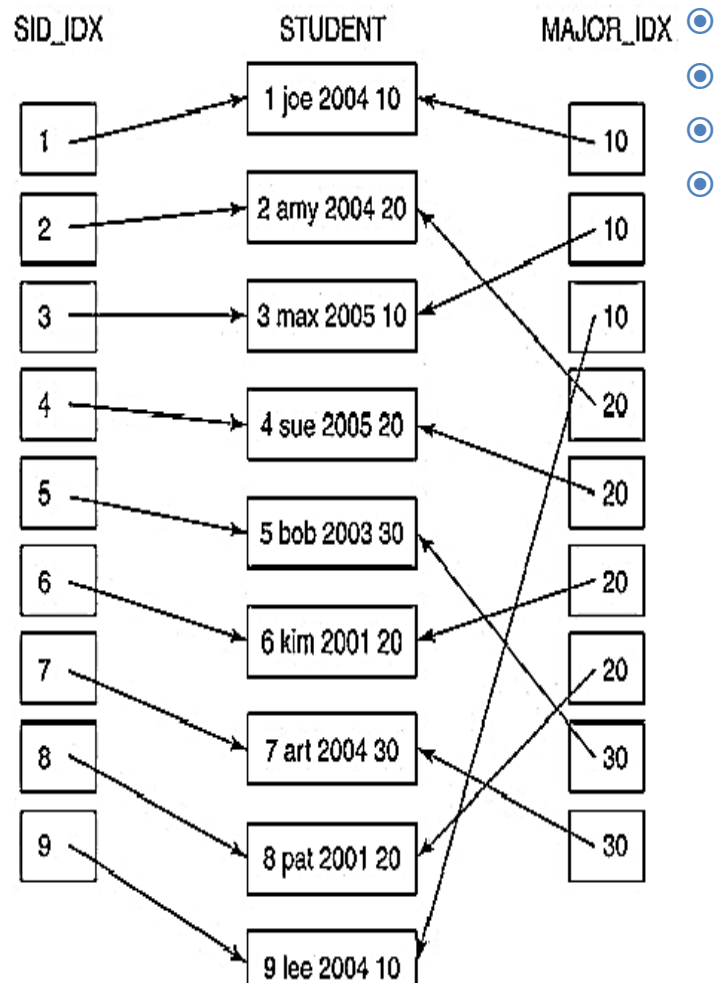 SID_IDX
STUDENT
MAJOR_IDX
1
1 joe 2004 10
10
2
2 amy 2004 20
10
3
3 max 2005 10
10
4
4 sue 2005 20
20
5
5 bob 2003 30
20
6
6 kim 2001 20
20
7
7 art 2004 30
20
8
8 pat 2001 20
30
9
9 lee 2004 10
30